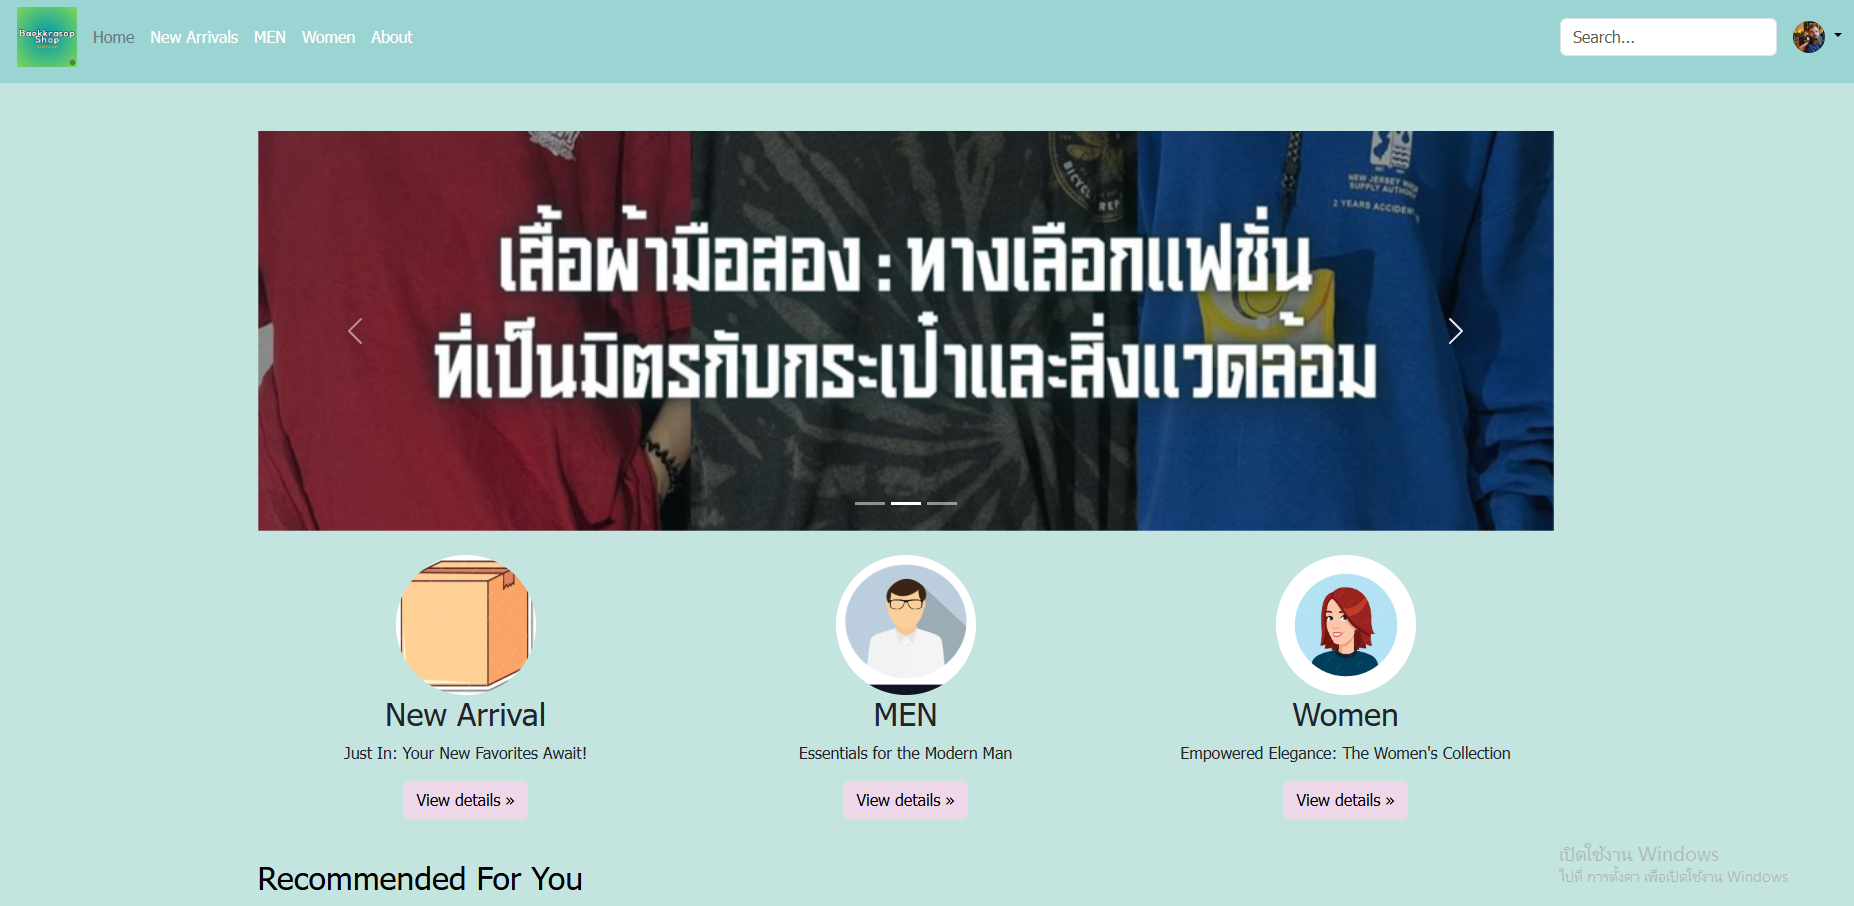 Baekkrasop
Shop
Home
New Arrivals
MEN
Women
About
Search...
NEW JERSEY
SUPPLY AUTHO
2 YEARS ACCIDENT
BICYCL
REP
เสื้อผ้ามือสอง : ทางเลือกแฟชั่น
ที่เป็นมิตรกับกระเป๋าและสิ่งแวดล้อม
New Arrival
Just In: Your New Favorites Await!
View details »
MEN
Essentials for the Modern Man
View details »
Women
Empowered Elegance: The Women's Collection
View details »
Recommended For You
เปิดใช้งาน Windows
ไปที่ การตั้งค่า เพื่อเปิดใช้งาน Windows